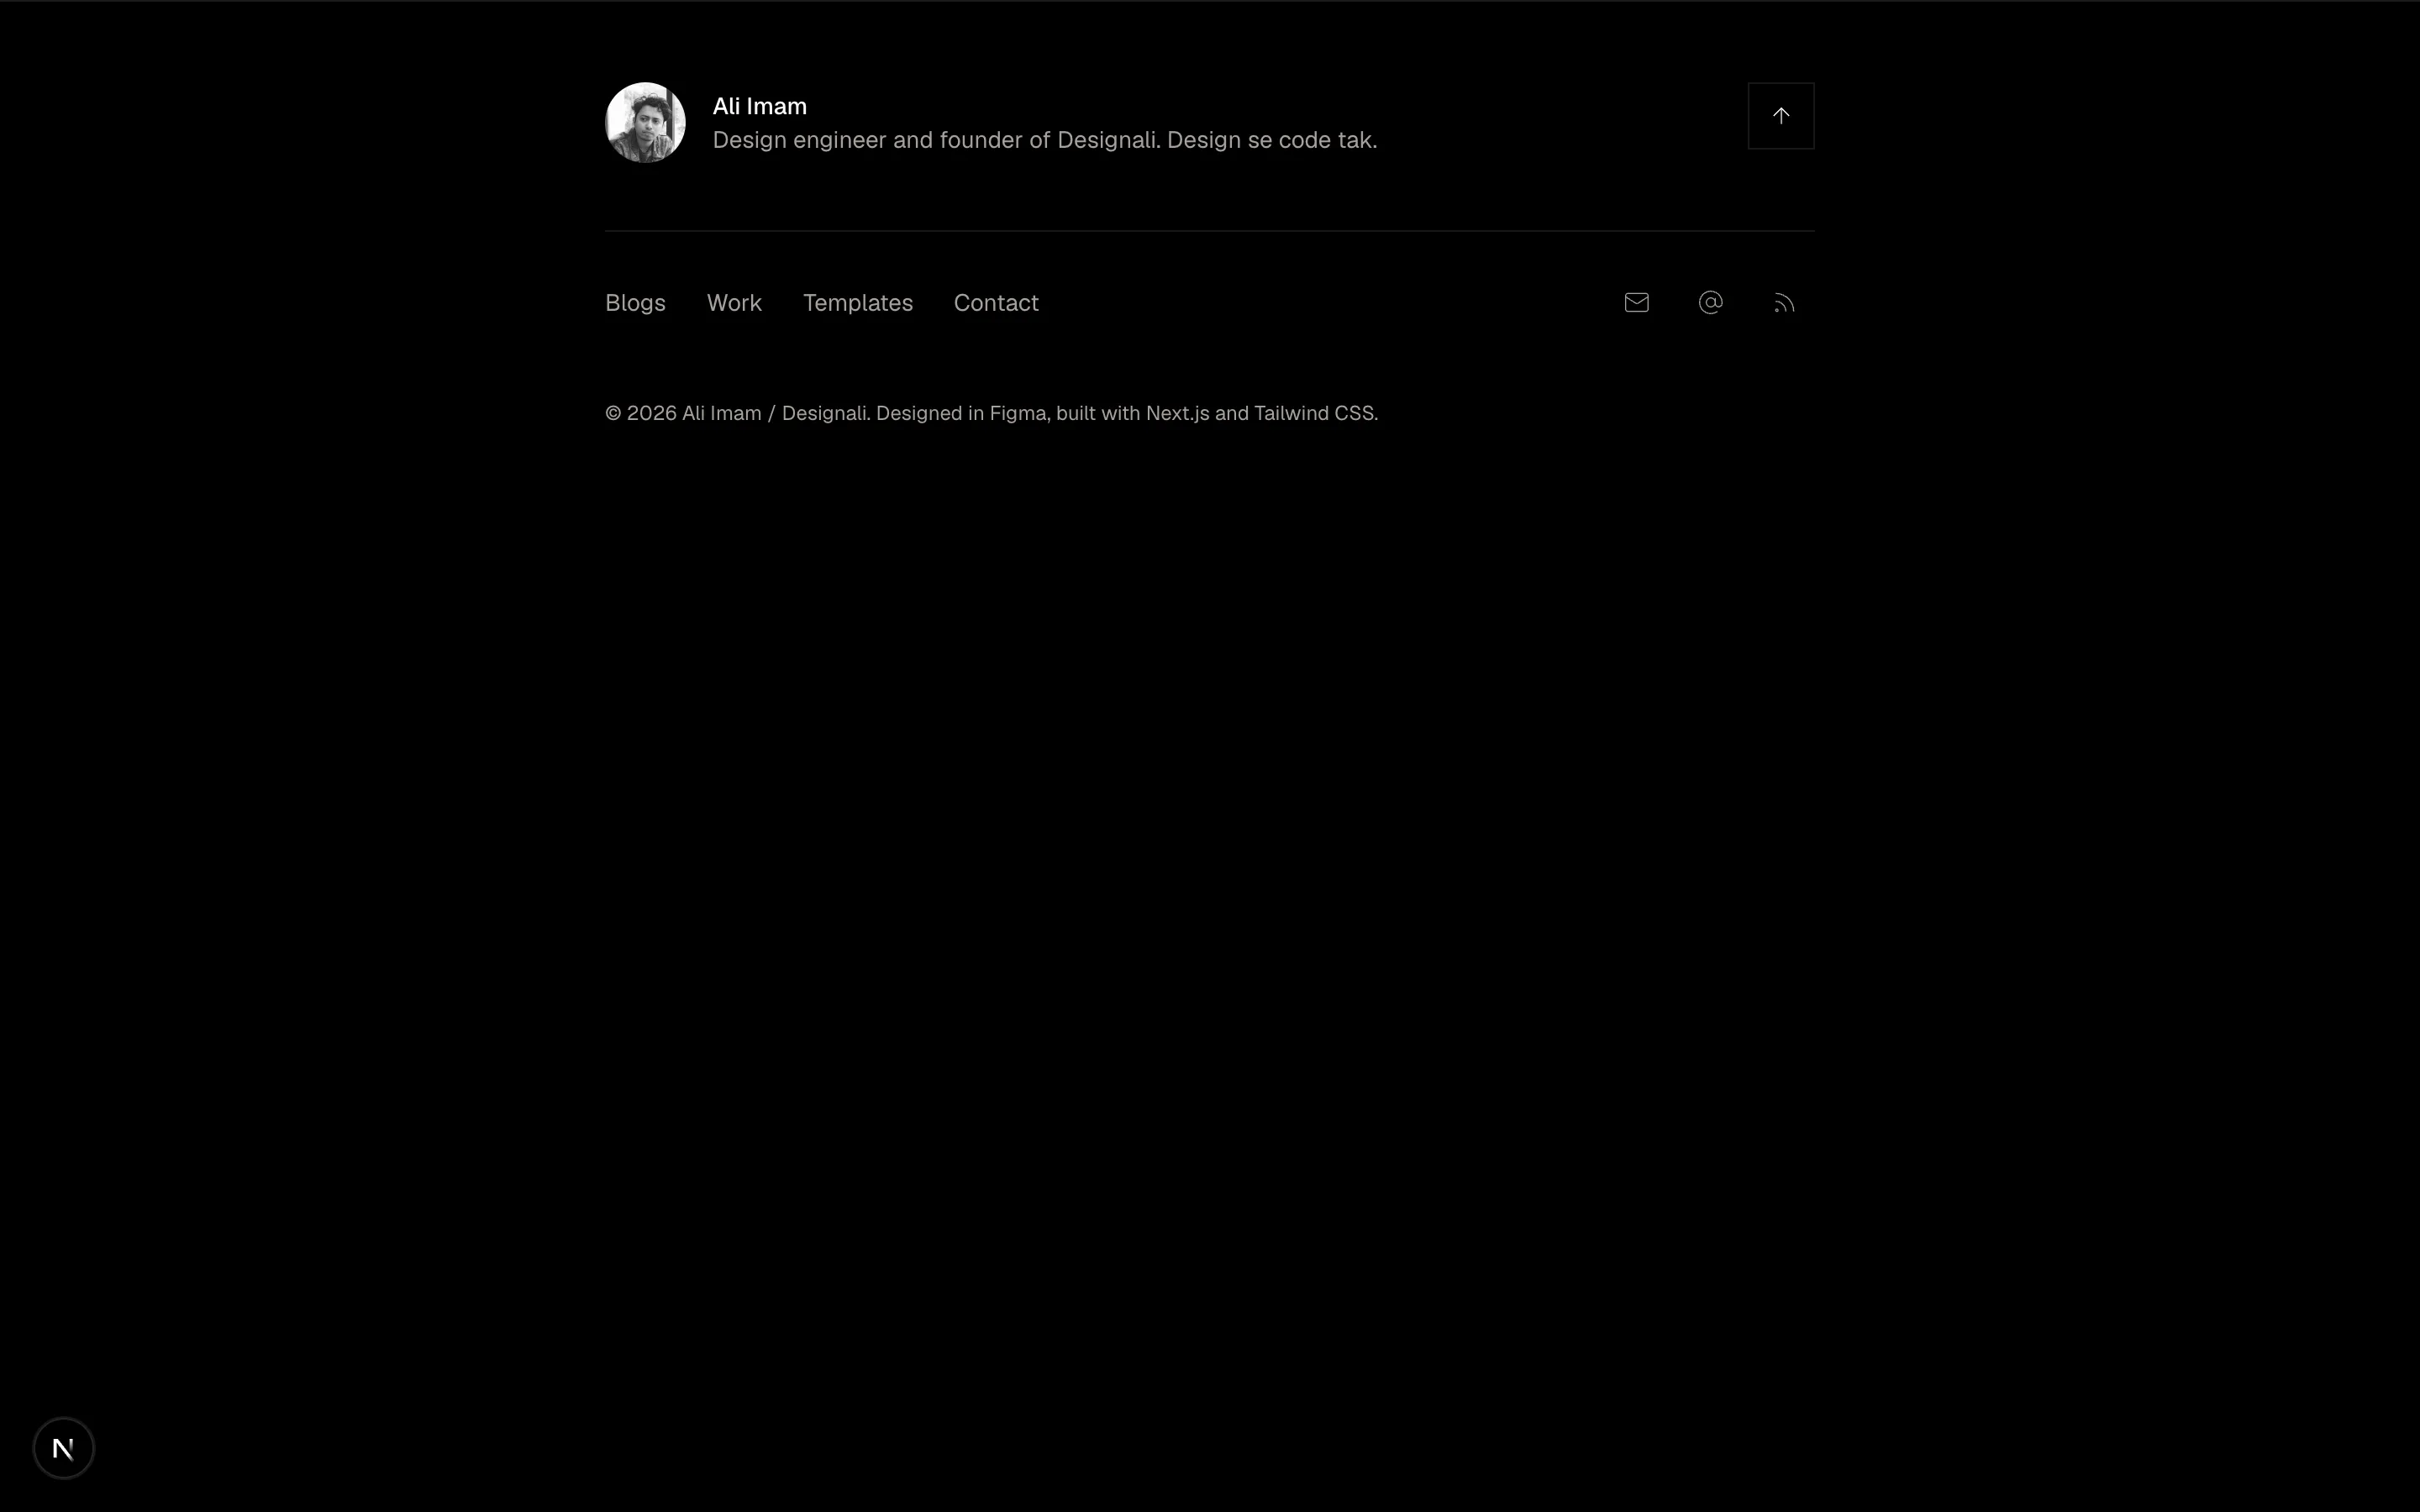 Ali Imam
Design engineer and founder of Designali. Design se code tak.
Blogs Work Templates Contact
© 2026 Ali Imam / Designali. Designed in Figma, built with Next.js and Tailwind CSS.
N